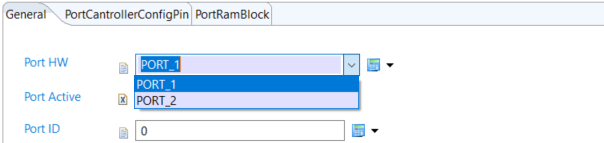 General PortCantrollerConfigPin PortRamBlock
Port HW PORT_1
PORT_1
Port Active PORT_2
Port ID 0